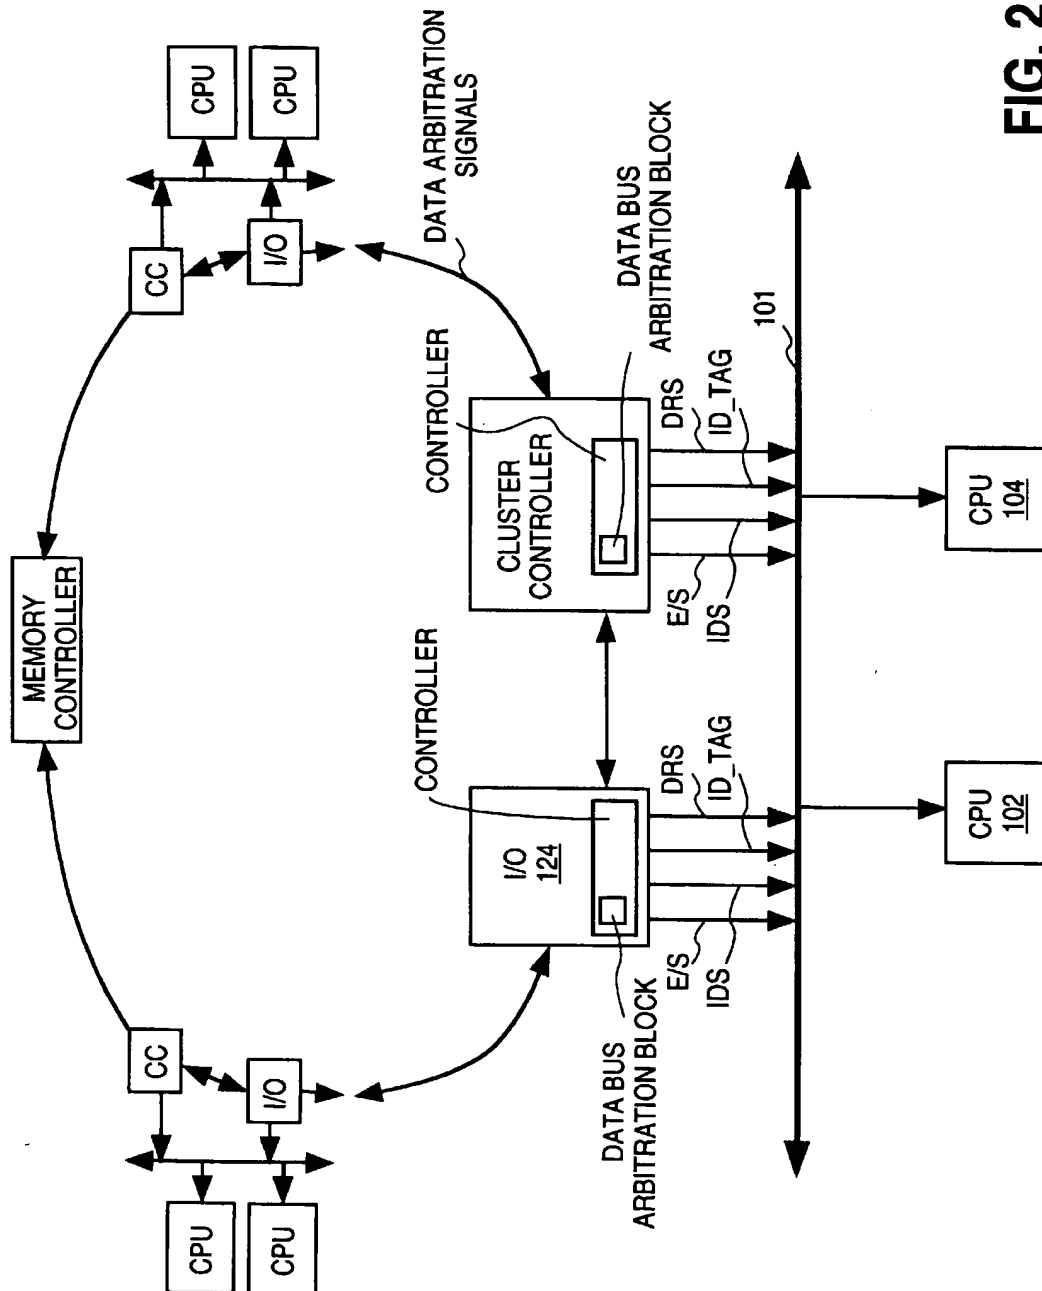 MEMORY
CONTROLLER
CC
I/O
CPU
CPU
CC
I/O
CPU
CPU
DATA ARBITRATION
SIGNALS
CONTROLLER
I/O
124
DATA BUS
ARBITRATION BLOCK
E/S
IDS
DRS
ID_TAG
CONTROLLER
CLUSTER
CONTROLLER
DATA BUS
ARBITRATION BLOCK
E/S
IDS
DRS
ID_TAG
101
CPU
102
CPU
104
FIG. 2